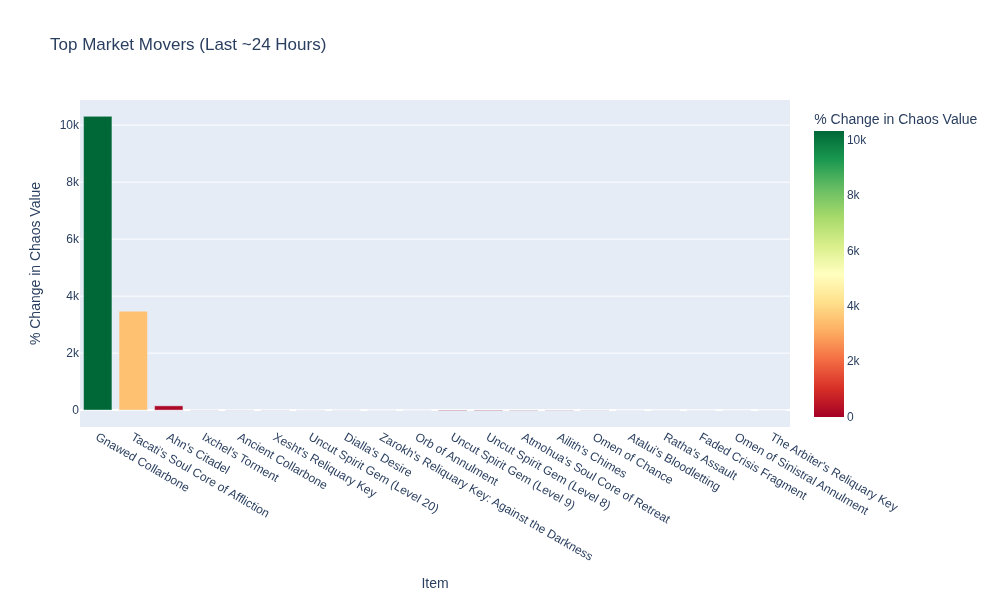 Top Market Movers (Last ~24 Hours)
% Change in Chaos Value
10k
8k
6k
4k
2k
0
Gnawed Collarbone
Tacati's Soul Core of Affliction
Ahn's Citadel
Ixchel's Torment
Ancient Collarbone
Xesht's Reliquary Key
Uncut Spirit Gem (Level 20)
Dialla's Desire
Zarokh's Reliquary Key: Against the Darkness
Orb of Annulment
Uncut Spirit Gem (Level 9)
Uncut Spirit Gem (Level 8)
Atmohua's Soul Core of Retreat
Ailith's Chimes
Omen of Chance
Atalui's Bloodletting
Ratha's Assault
Faded Crisis Fragment
Omen of Sinistral Annulment
The Arbiter's Reliquary Key
Item
% Change in Chaos Value
10k
8k
6k
4k
2k
0